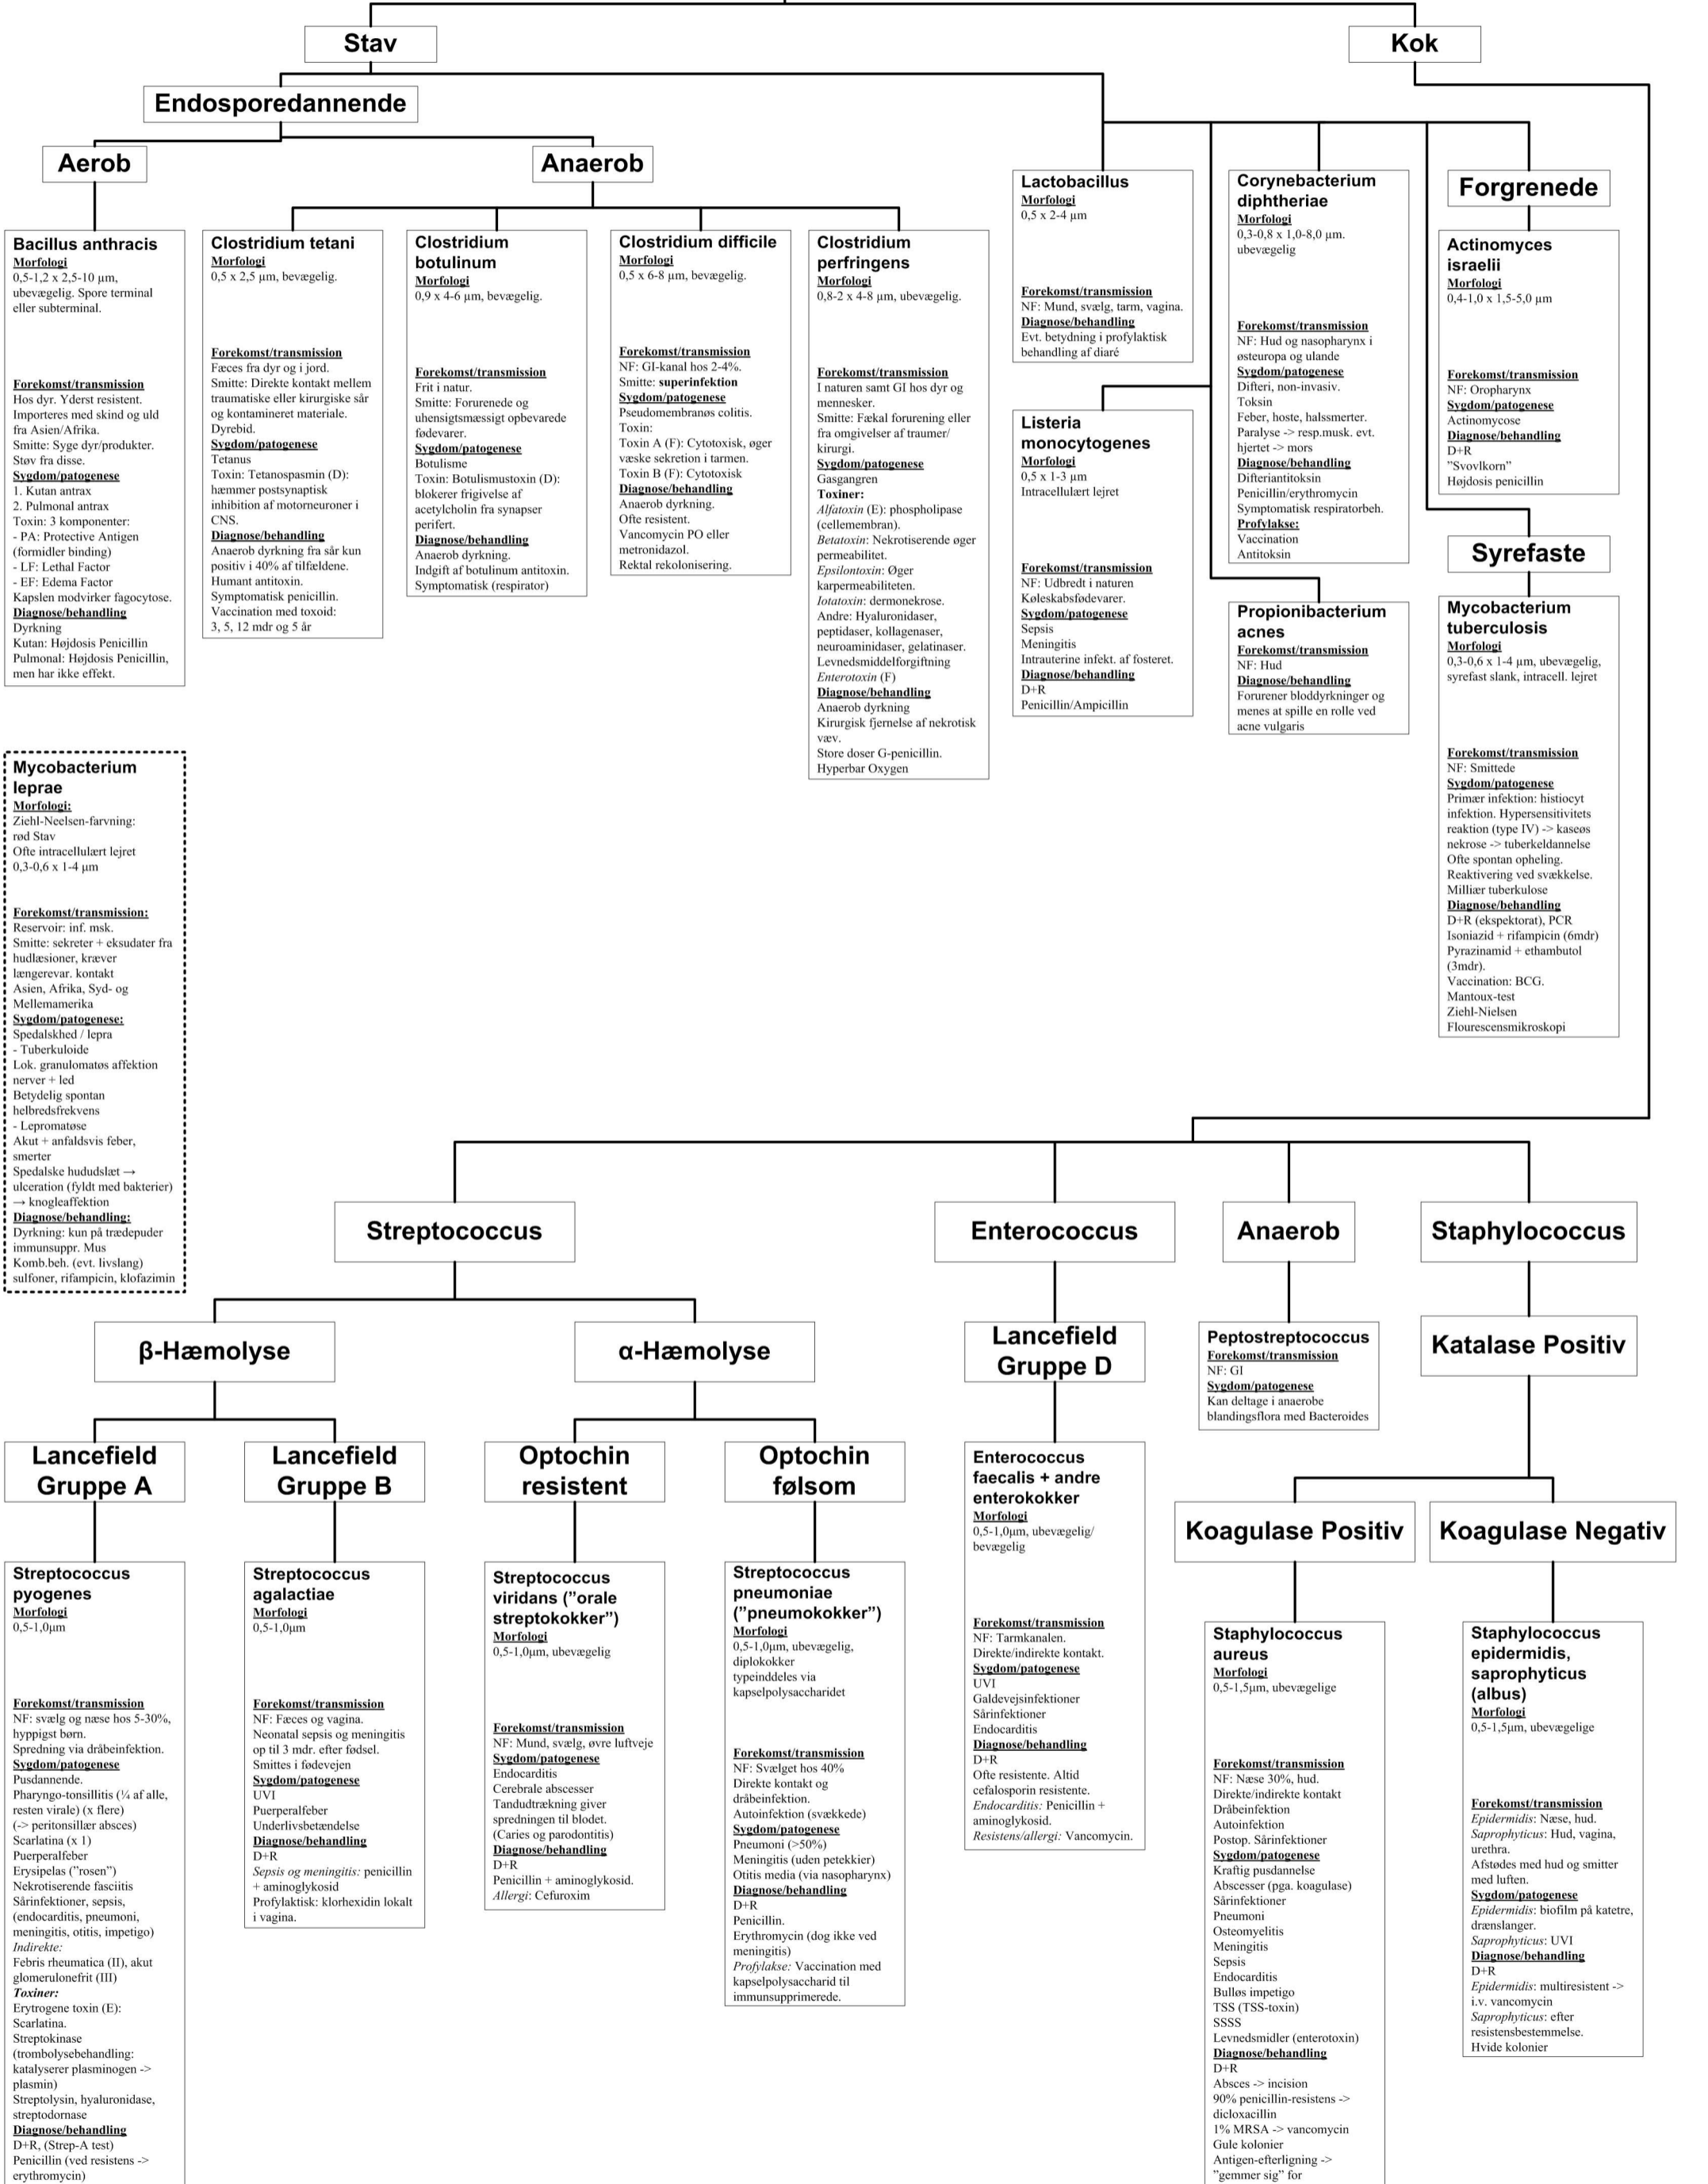 Stav
Kok
Endosporedannende
Aerob
Anaerob
Bacillus anthracis
Morfologi
0,5-1,2 x 2,5-10 µm,
ubevægelig. Spore terminal
eller subterminal.
Forekomst/transmission
Hos dyr. Yderst resistent.
Importeres med skind og uld
fra Asien/Afrika.
Smitte: Syge dyr/produkter.
Støv fra disse.
Sygdom/patogenese
1. Kutan antrax
2. Pulmonal antrax
Toxin: 3 komponenter:
- PA: Protective Antigen
(formidler binding)
- LF: Lethal Factor
- EF: Edema Factor
Kapslen modvirker fagocytose.
Diagnose/behandling
Dyrkning
Kutan: Højdosis Penicillin
Pulmonal: Højdosis Penicillin,
men har ikke effekt.
Clostridium tetani
Morfologi
0,5 x 2,5 µm, bevægelig.
Forekomst/transmission
Fæces fra dyr og i jord.
Smitte: Direkte kontakt mellem
traumatiske eller kirurgiske sår
og kontamineret materiale.
Dyrebid.
Sygdom/patogenese
Tetanus
Toxin: Tetanospasmin (D):
hæmmer postsynaptisk
inhibition af motorneuroner i
CNS.
Diagnose/behandling
Anaerob dyrkning fra sår kun
positiv i 40% af tilfældene.
Humant antitoxin.
Symptomatisk penicillin.
Vaccination med toxoid:
3, 5, 12 mdr og 5 år
Clostridium
botulinum
Morfologi
0,9 x 4-6 µm, bevægelig.
Forekomst/transmission
Frit i natur.
Smitte: Forurenede og
uhensigtsmæssigt opbevarede
fødevarer.
Sygdom/patogenese
Botulisme
Toxin: Botulismustoxin (D):
blokerer frigivelse af
acetylcholin fra synapser
perifert.
Diagnose/behandling
Anaerob dyrkning.
Indgift af botulinum antitoxin.
Symptomatisk (respirator)
Clostridium difficile
Morfologi
0,5 x 6-8 µm, bevægelig.
Forekomst/transmission
NF: GI-kanal hos 2-4%.
Smitte: superinfektion
Sygdom/patogenese
Pseudomembranøs colitis.
Toxin:
Toxin A (F): Cytotoxisk, øger
væske sekretion i tarmen.
Toxin B (F): Cytotoxisk
Diagnose/behandling
Anaerob dyrkning.
Ofte resistent.
Vancomycin PO eller
metronidazol.
Rektal rekolonisering.
Clostridium
perfringens
Morfologi
0,8-2 x 4-8 µm, ubevægelig.
Forekomst/transmission
I naturen samt GI hos dyr og
mennesker.
Smitte: Fækal forurening eller
fra omgivelser af traumer/
kirurgi.
Sygdom/patogenese
Gasgangren
Toxiner:
Alfatoxin (E): phospholipase
(cellemembran).
Betatoxin: Nekrotiserende øger
permeabilitet.
Epsilontoxin: Øger
karpermeabiliteten.
Iotatoxin: dermonekrose.
Andre: Hyaluronidaser,
peptidaser, kollagenaser,
neuroaminidaser, gelatinaser.
Levnedsmiddelforgiftning
Enterotoxin (F)
Diagnose/behandling
Anaerob dyrkning
Kirurgisk fjernelse af nekrotisk
væv.
Store doser G-penicillin.
Hyperbar Oxygen
Lactobacillus
Morfologi
0,5 x 2-4 µm
Forekomst/transmission
NF: Mund, svælg, tarm, vagina.
Diagnose/behandling
Evt. betydning i profylaktisk
behandling af diaré
Listeria
monocytogenes
Morfologi
0,5 x 1-3 µm
Intracellulært lejret
Forekomst/transmission
NF: Udbredt i naturen
Køleskabsfødevarer.
Sygdom/patogenese
Sepsis
Meningitis
Intrauterine infekt. af fosteret.
Diagnose/behandling
D+R
Penicillin/Ampicillin
Corynebacterium
diphtheriae
Morfologi
0,3-0,8 x 1,0-8,0 µm.
ubevægelig
Forekomst/transmission
NF: Hud og nasopharynx i
østeuropa og ulande
Sygdom/patogenese
Difteri, non-invasiv.
Toksin
Feber, hoste, halssmerter.
Paralyse -> resp.musk. evt.
hjertet -> mors
Diagnose/behandling
Difteriantitoksin
Penicillin/erythromycin
Symptomatisk respiratorbeh.
Profylakse:
Vaccination
Antitoksin
Propionibacterium
acnes
Forekomst/transmission
NF: Hud
Diagnose/behandling
Forurener bloddyrkninger og
menes at spille en rolle ved
acne vulgaris
Forgrenede
Actinomyces
israelii
Morfologi
0,4-1,0 x 1,5-5,0 µm
Forekomst/transmission
NF: Oropharynx
Sygdom/patogenese
Actinomycose
Diagnose/behandling
D+R
”Svovlkorn”
Højdosis penicillin
Syrefaste
Mycobacterium
tuberculosis
Morfologi
0,3-0,6 x 1-4 µm, ubevægelig,
syrefast slank, intracell. lejret
Forekomst/transmission
NF: Smittede
Sygdom/patogenese
Primær infektion: histiocyt
infektion. Hypersensitivitets
reaktion (type IV) -> kaseøs
nekrose -> tuberkeldannelse
Ofte spontan opheling.
Reaktivering ved svækkelse.
Milliær tuberkulose
Diagnose/behandling
D+R (ekspektorat), PCR
Isoniazid + rifampicin (6mdr)
Pyrazinamid + ethambutol
(3mdr).
Vaccination: BCG.
Mantoux-test
Ziehl-Nielsen
Flourescensmikroskopi
Mycobacterium
leprae
Morfologi:
Ziehl-Neelsen-farvning:
rød Stav
Ofte intracellulært lejret
0,3-0,6 x 1-4 µm
Forekomst/transmission:
Reservoir: inf. msk.
Smitte: sekreter + eksudater fra
hudlæsioner, kræver
længerevar. kontakt
Asien, Afrika, Syd- og
Mellemamerika
Sygdom/patogenese:
Spedalskhed / lepra
- Tuberkuloide
Lok. granulomatøs affektion
nerver + led
Betydelig spontan
helbredsfrekvens
- Lepromatøse
Akut + anfaldsvis feber,
smerter
Spedalske hududslæt →
ulceration (fyldt med bakterier)
→ knogleaffektion
Diagnose/behandling:
Dyrkning: kun på trædepuder
immunsuppr. Mus
Komb.beh. (evt. livslang)
sulfoner, rifampicin, klofazimin
Streptococcus
Enterococcus
Anaerob
Staphylococcus
β-Hæmolyse
α-Hæmolyse
Lancefield
Gruppe D
Peptostreptococcus
Forekomst/transmission
NF: GI
Sygdom/patogenese
Kan deltage i anaerobe
blandingsflora med Bacteroides
Katalase Positiv
Lancefield
Gruppe A
Lancefield
Gruppe B
Optochin
resistent
Optochin
følsom
Koagulase Positiv
Koagulase Negativ
Streptococcus
pyogenes
Morfologi
0,5-1,0µm
Forekomst/transmission
NF: svælg og næse hos 5-30%,
hyppigst børn.
Spredning via dråbeinfektion.
Sygdom/patogenese
Pusdannende.
Pharyngo-tonsillitis (¼ af alle,
resten virale) (x flere)
(-> peritonsillær absces)
Scarlatina (x 1)
Puerperalfeber
Erysipelas (”rosen”)
Nekrotiserende fasciitis
Sårinfektioner, sepsis,
(endocarditis, pneumoni,
meningitis, otitis, impetigo)
Indirekte:
Febris rheumatica (II), akut
glomerulonefrit (III)
Toxiner:
Erytrogene toxin (E):
Scarlatina.
Streptokinase
(trombolysebehandling:
katalyserer plasminogen ->
plasmin)
Streptolysin, hyaluronidase,
streptodornase
Diagnose/behandling
D+R, (Strep-A test)
Penicillin (ved resistens ->
erythromycin)
Streptococcus
agalactiae
Morfologi
0,5-1,0µm
Forekomst/transmission
NF: Fæces og vagina.
Neonatal sepsis og meningitis
op til 3 mdr. efter fødsel.
Smittes i fødevejen
Sygdom/patogenese
UVI
Puerperalfeber
Underlivsbetændelse
Diagnose/behandling
D+R
Sepsis og meningitis: penicillin
+ aminoglykosid
Profylaktisk: klorhexidin lokalt
i vagina.
Streptococcus
viridans (”orale
streptokokker”)
Morfologi
0,5-1,0µm, ubevægelig
Forekomst/transmission
NF: Mund, svælg, øvre luftveje
Sygdom/patogenese
Endocarditis
Cerebrale abscesser
Tandudtrækning giver
spredningen til blodet.
(Caries og parodontitis)
Diagnose/behandling
D+R
Penicillin + aminoglykosid.
Allergi: Cefuroxim
Streptococcus
pneumoniae
(”pneumokokker”)
Morfologi
0,5-1,0µm, ubevægelig,
diplokokker
typeinddeles via
kapselpolysaccharidet
Forekomst/transmission
NF: Svælget hos 40%
Direkte kontakt og
dråbeinfektion.
Autoinfektion (svækkede)
Sygdom/patogenese
Pneumoni (>50%)
Meningitis (uden petekkier)
Otitis media (via nasopharynx)
Diagnose/behandling
D+R
Penicillin.
Erythromycin (dog ikke ved
meningitis)
Profylakse: Vaccination med
kapselpolysaccharid til
immunsupprimerede.
Enterococcus
faecalis + andre
enterokokker
Morfologi
0,5-1,0µm, ubevægelig/
bevægelig
Forekomst/transmission
NF: Tarmkanalen.
Direkte/indirekte kontakt.
Sygdom/patogenese
UVI
Galdevejsinfektioner
Sårinfektioner
Endocarditis
Diagnose/behandling
D+R
Ofte resistente. Altid
cefalosporin resistente.
Endocarditis: Penicillin +
aminoglykosid.
Resistens/allergi: Vancomycin.
Staphylococcus
aureus
Morfologi
0,5-1,5µm, ubevægelige
Forekomst/transmission
NF: Næse 30%, hud.
Direkte/indirekte kontakt
Dråbeinfektion
Autoinfektion
Postop. Sårinfektioner
Sygdom/patogenese
Kraftig pusdannelse
Abscesser (pga. koagulase)
Sårinfektioner
Pneumoni
Osteomyelitis
Meningitis
Sepsis
Endocarditis
Bulløs impetigo
TSS (TSS-toxin)
SSSS
Levnedsmidler (enterotoxin)
Diagnose/behandling
D+R
Absces -> incision
90% penicillin-resistens ->
dicloxacillin
1% MRSA -> vancomycin
Gule kolonier
Antigen-efterligning ->
”gemmer sig” for
Staphylococcus
epidermidis,
saprophyticus
(albus)
Morfologi
0,5-1,5µm, ubevægelige
Forekomst/transmission
Epidermidis: Næse, hud.
Saprophyticus: Hud, vagina,
urethra.
Afstødes med hud og smitter
med luften.
Sygdom/patogenese
Epidermidis: biofilm på katetre,
drænslanger.
Saprophyticus: UVI
Diagnose/behandling
D+R
Epidermidis: multiresistent ->
i.v. vancomycin
Saprophyticus: efter
resistensbestemmelse.
Hvide kolonier